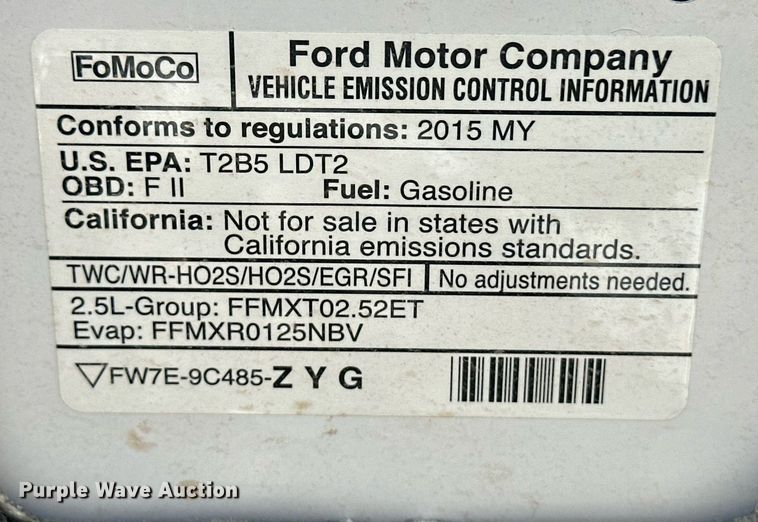 FoMoCo
Ford Motor Company
VEHICLE EMISSION CONTROL INFORMATION
Conforms to regulations: 2015 MY
U.S. EPA: T2B5 LDT2
OBD: F II Fuel: Gasoline
California: Not for sale in states with
California emissions standards.
TWC/WR-HO2S/HO2S/EGR/SFI No adjustments needed.
2.5L-Group: FFMXT02.52ET
Evap: FFMXR0125NBV
▽FW7E-9C485-Z Y G
Purple Wave Auction